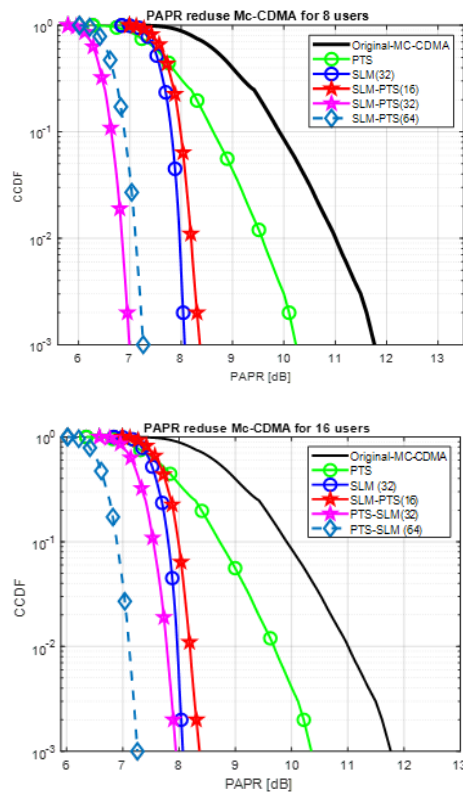 PAPR reduse Mc-CDMA for 8 users
10^0
10^-1
10^-2
10^-3
CCDF
Original-MC-CDMA
PTS
SLM(32)
SLM-PTS(16)
SLM-PTS(32)
SLM-PTS(64)
6 7 8 9 10 11 12 13
PAPR [dB]
PAPR reduse Mc-CDMA for 16 users
10^0
10^-1
10^-2
10^-3
CCDF
Original-MC-CDMA
PTS
SLM (32)
SLM-PTS(16)
PTS-SLM(32)
PTS-SLM (64)
6 7 8 9 10 11 12 13
PAPR [dB]